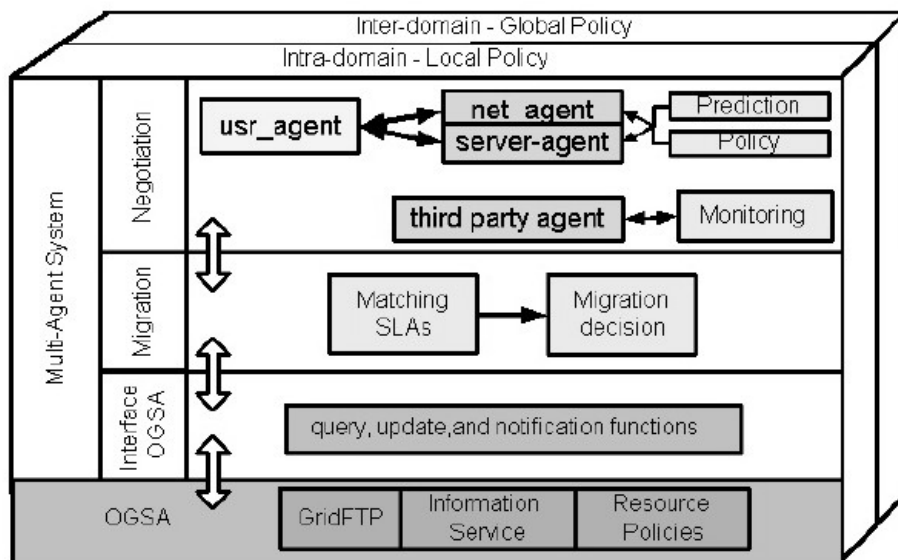 Inter-domain - Global Policy
Intra-domain - Local Policy
Multi-Agent System
Negotiation
usr_agent
net_agent
server-agent
Prediction
Policy
third party agent
Monitoring
Migration
Matching
SLAs
Migration
decision
Interface
OGSA
query, update,and notification functions
OGSA
GridFTP
Information
Service
Resource
Policies